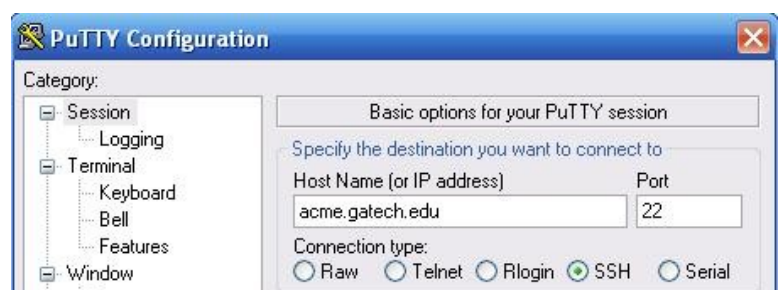 PuTTY Configuration
Category:
Session
Logging
Terminal
Keyboard
Bell
Features
Window
Basic options for your PuTTY session
Specify the destination you want to connect to
Host Name (or IP address) Port
acme.gatech.edu 22
Connection type:
Raw Telnet Rlogin SSH Serial